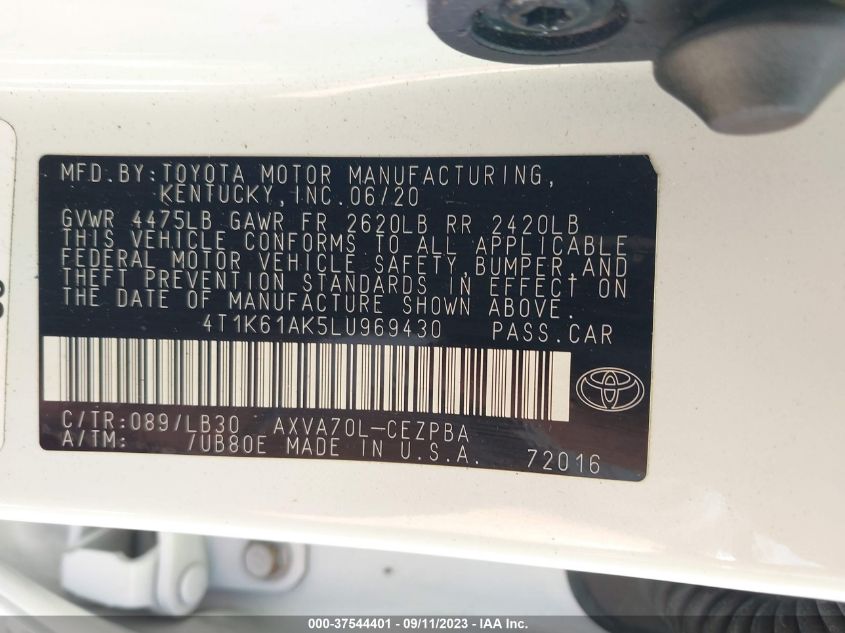 MFD.BY:TOYOTA MOTOR MANUFACTURING,
KENTUCKY,INC.06/20
GVWR 4475LB GAWR FR 2620LB RR 2420LB
THIS VEHICLE CONFORMS TO ALL APPLICABLE
FEDERAL MOTOR VEHICLE SAFETY,BUMPER,AND
THEFT PREVENTION STANDARDS IN EFFECT ON
THE DATE OF MANUFACTURE SHOWN ABOVE.
4T1K61AK5LU969430 PASS.CAR
C/TR:089/LB30 AXVA70L-CEZPBA
A/TM: /UB80E MADE IN U.S.A. 72016
000-37544401 - 09/11/2023 - IAA Inc.